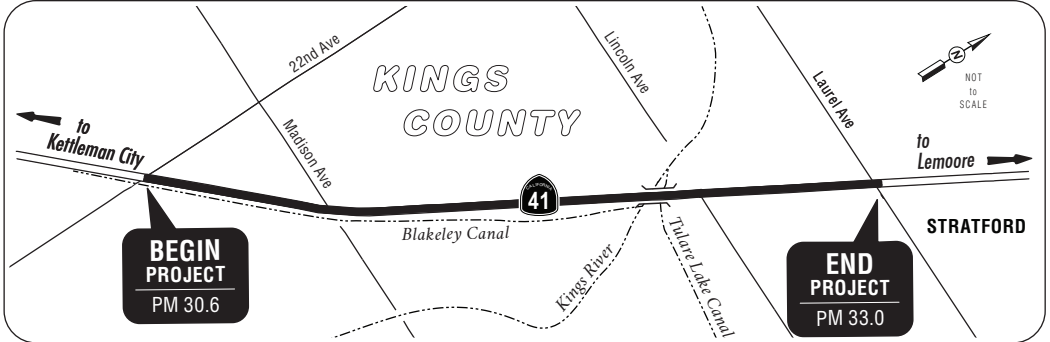 22nd Ave
KINGS
COUNTY
Lincoln Ave
Laurel Ave
N
NOT
to
SCALE
to
Kettleman City
Madison Ave
to
Lemoore
CALIFORNIA
41
Blakeley Canal
STRATFORD
BEGIN
PROJECT
PM 30.6
Kings River
Tulare Lake Canal
END
PROJECT
PM 33.0